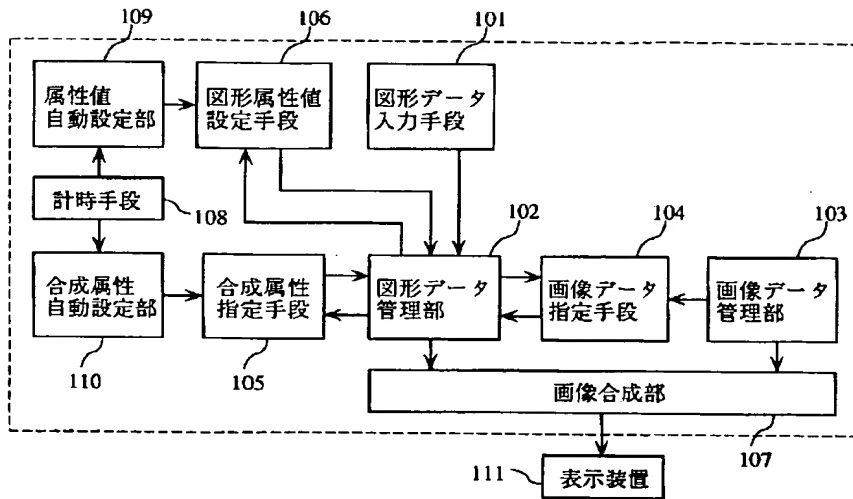 109
106
101
属性値
自動設定部
図形属性値
設定手段
図形データ
入力手段
計時手段
108
102
104
103
合成属性
自動設定部
合成属性
指定手段
図形データ
管理部
画像データ
指定手段
画像データ
管理部
110
105
画像合成部
107
111
表示装置